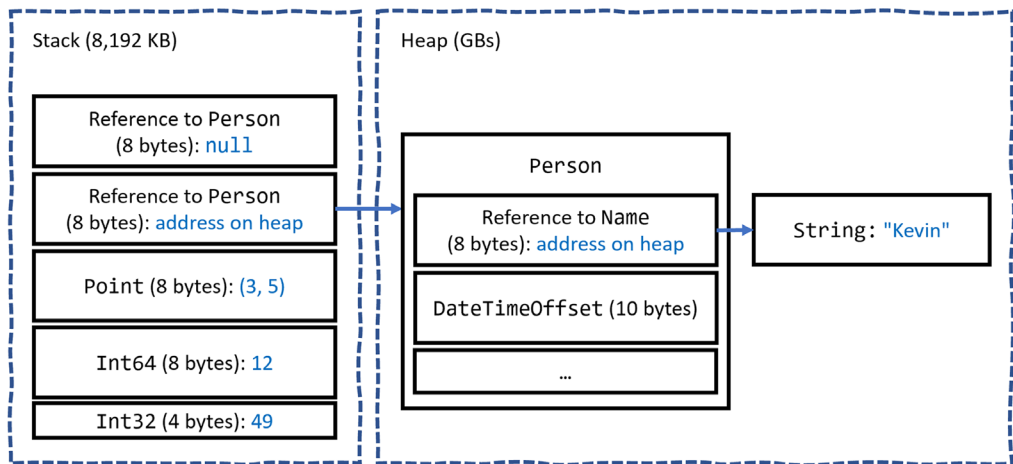 Stack (8,192 KB)
Reference to Person
(8 bytes): null
Reference to Person
(8 bytes): address on heap
Point (8 bytes): (3, 5)
Int64 (8 bytes): 12
Int32 (4 bytes): 49
Heap (GBs)
Person
Reference to Name
(8 bytes): address on heap
DateTimeOffset (10 bytes)
...
String: "Kevin"